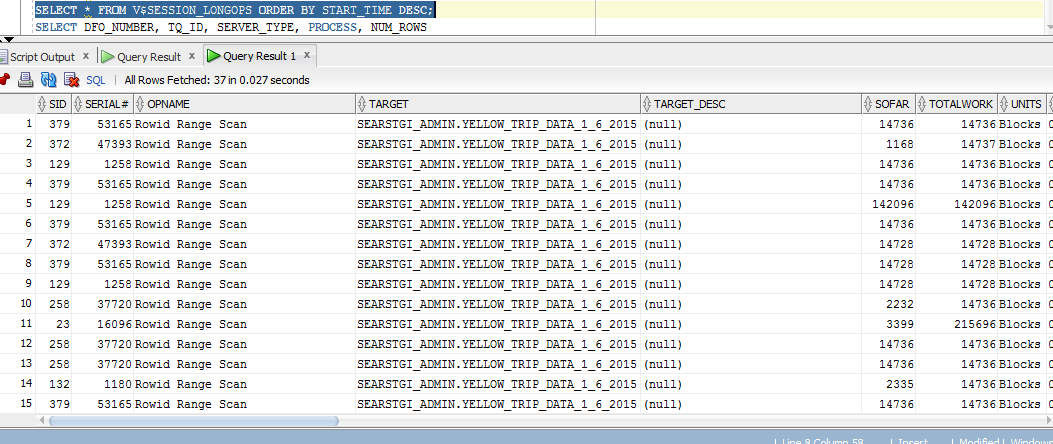 SELECT * FROM V$SESSION_LONGOPS ORDER BY START_TIME DESC;
SELECT DFO_NUMBER, TQ_ID, SERVER_TYPE, PROCESS, NUM_ROWS
Script Output x Query Result x Query Result 1 x
SQL | All Rows Fetched: 37 in 0.027 seconds
SID SERIAL# OPNAME TARGET TARGET_DESC SOFAR TOTALWORK UNITS
1 379 53165 Rowid Range Scan SEARSTGI_ADMIN.YELLOW_TRIP_DATA_1_6_2015 (null) 14736 14736 Blocks
2 372 47393 Rowid Range Scan SEARSTGI_ADMIN.YELLOW_TRIP_DATA_1_6_2015 (null) 1168 14737 Blocks
3 129 1258 Rowid Range Scan SEARSTGI_ADMIN.YELLOW_TRIP_DATA_1_6_2015 (null) 14736 14736 Blocks
4 379 53165 Rowid Range Scan SEARSTGI_ADMIN.YELLOW_TRIP_DATA_1_6_2015 (null) 14736 14736 Blocks
5 129 1258 Rowid Range Scan SEARSTGI_ADMIN.YELLOW_TRIP_DATA_1_6_2015 (null) 142096 142096 Blocks
6 379 53165 Rowid Range Scan SEARSTGI_ADMIN.YELLOW_TRIP_DATA_1_6_2015 (null) 14736 14736 Blocks
7 372 47393 Rowid Range Scan SEARSTGI_ADMIN.YELLOW_TRIP_DATA_1_6_2015 (null) 14728 14728 Blocks
8 379 53165 Rowid Range Scan SEARSTGI_ADMIN.YELLOW_TRIP_DATA_1_6_2015 (null) 14728 14728 Blocks
9 129 1258 Rowid Range Scan SEARSTGI_ADMIN.YELLOW_TRIP_DATA_1_6_2015 (null) 14728 14728 Blocks
10 258 37720 Rowid Range Scan SEARSTGI_ADMIN.YELLOW_TRIP_DATA_1_6_2015 (null) 2232 14736 Blocks
11 23 16096 Rowid Range Scan SEARSTGI_ADMIN.YELLOW_TRIP_DATA_1_6_2015 (null) 3399 215696 Blocks
12 258 37720 Rowid Range Scan SEARSTGI_ADMIN.YELLOW_TRIP_DATA_1_6_2015 (null) 14736 14736 Blocks
13 258 37720 Rowid Range Scan SEARSTGI_ADMIN.YELLOW_TRIP_DATA_1_6_2015 (null) 14736 14736 Blocks
14 132 1180 Rowid Range Scan SEARSTGI_ADMIN.YELLOW_TRIP_DATA_1_6_2015 (null) 2335 14736 Blocks
15 379 53165 Rowid Range Scan SEARSTGI_ADMIN.YELLOW_TRIP_DATA_1_6_2015 (null) 14736 14736 Blocks
| Line 8 Column 58 | Insert | Modified | Windows